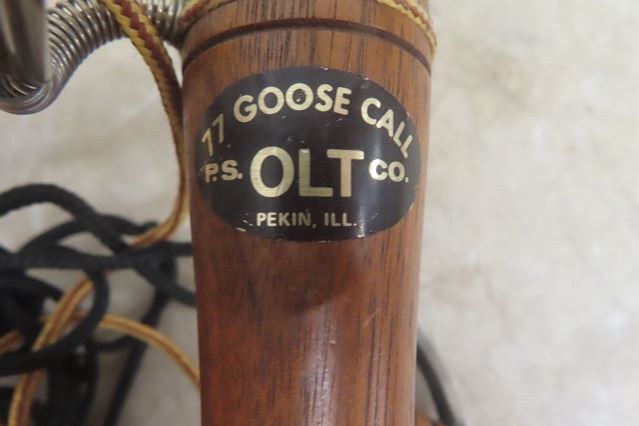 77 GOOSE CALL
P.S. OLT CO.
PEKIN, ILL.